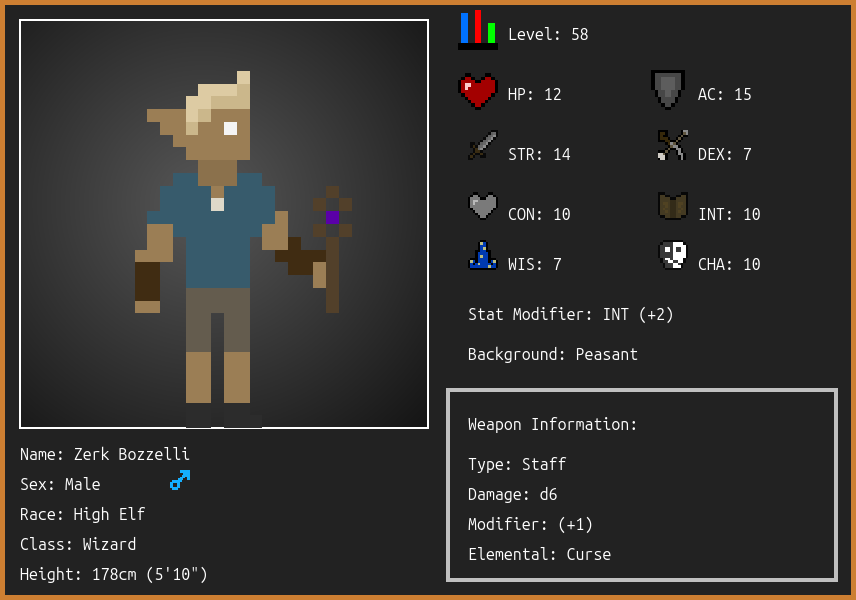 Level: 58
HP: 12
AC: 15
STR: 14
DEX: 7
CON: 10
INT: 10
WIS: 7
CHA: 10
Stat Modifier: INT (+2)
Background: Peasant
Weapon Information:
Type: Staff
Damage: d6
Modifier: (+1)
Elemental: Curse
Name: Zerk Bozzelli
Sex: Male
Race: High Elf
Class: Wizard
Height: 178cm (5'10")